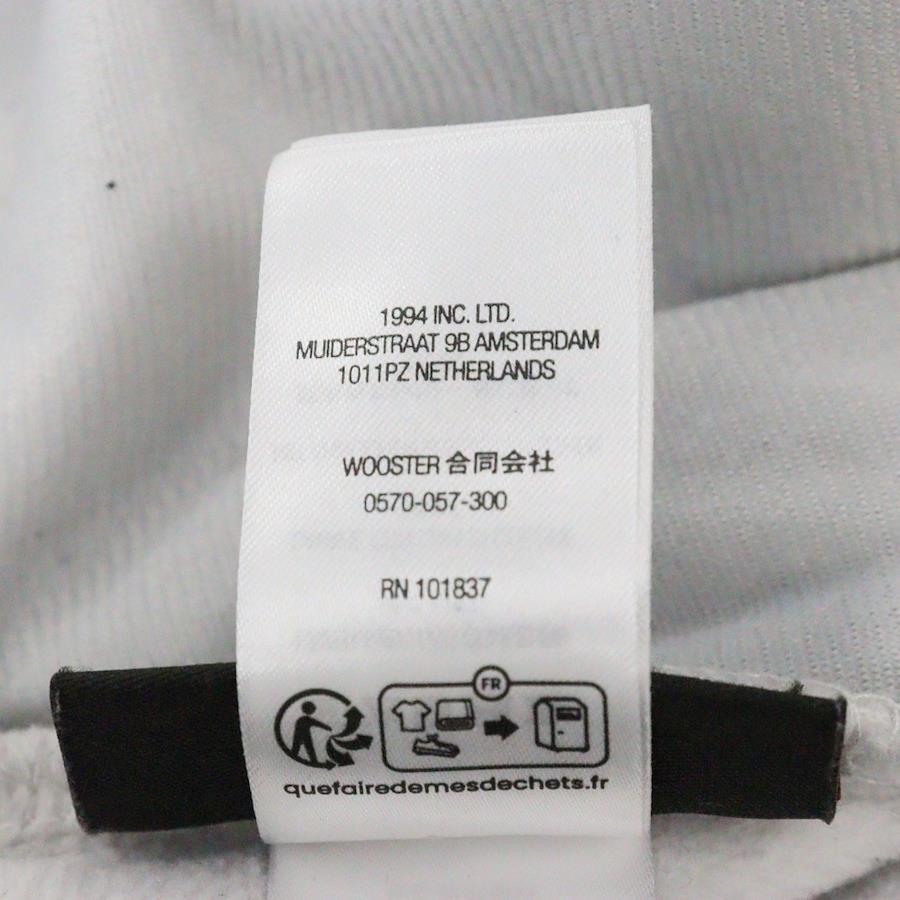 1994 INC. LTD.
MUIDERSTRAAT 9B AMSTERDAM
1011PZ NETHERLANDS
WOOSTER 合同会社
0570-057-300
RN 101837
FR
quefairedemesdechets.fr